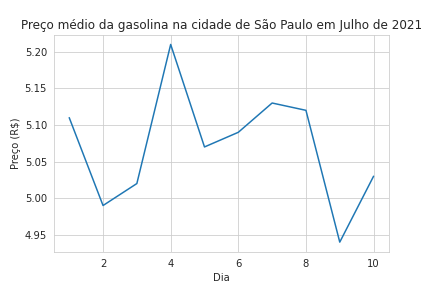 Preço médio da gasolina na cidade de São Paulo em Julho de 2021
5.20
5.15
5.10
5.05
5.00
4.95
Preço (R$)
2 4 6 8 10
Dia